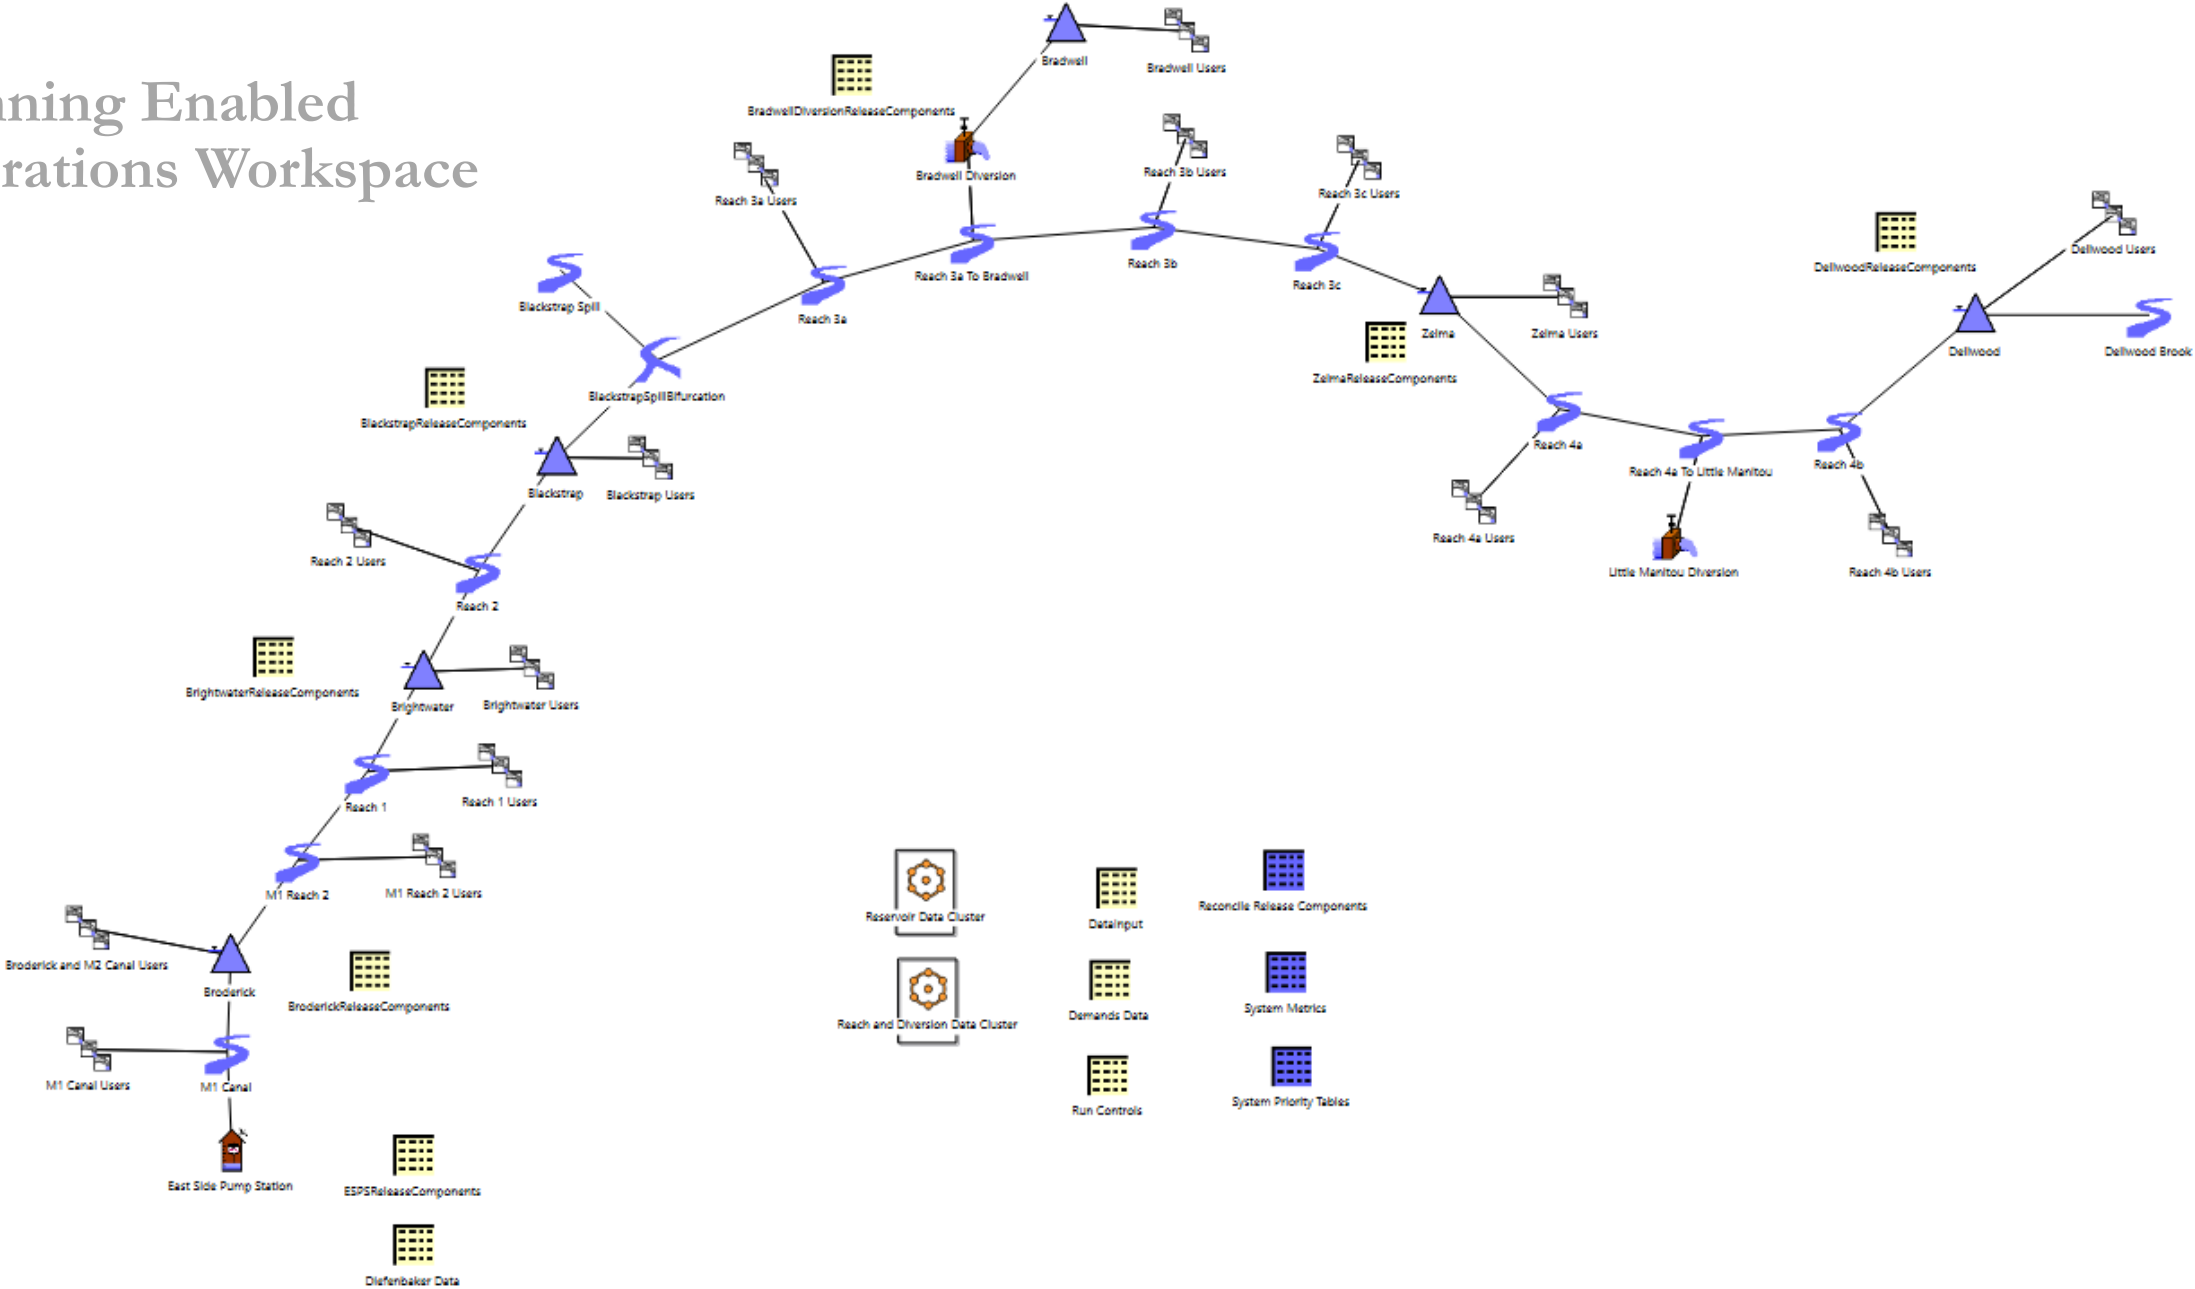 nning Enabled
rations Workspace
Bradwell
Bradwell Users
BradwellDiversionReleaseComponents
Bradwell Diversion
Reach 3b Users
Reach 3a Users
Reach 3c Users
Reach 3a To Bradwell
Reach 3b
Reach 3c
Blackstrap Spill
Reach 3a
Zelma
Zelma Users
ZelmaReleaseComponents
DellwoodReleaseComponents
Dellwood Users
Dellwood
Dellwood Brook
BlackstrapSpillBifurcation
BlackstrapReleaseComponents
Blackstrap
Blackstrap Users
Reach 4a
Reach 4a To Little Manitou
Reach 4b
Reach 4a Users
Little Manitou Diversion
Reach 4b Users
Reach 2 Users
Reach 2
BrightwaterReleaseComponents
Brightwater
Brightwater Users
Reach 1
Reach 1 Users
M1 Reach 2
M1 Reach 2 Users
Broderick and M2 Canal Users
Broderick
BroderickReleaseComponents
M1 Canal Users
M1 Canal
East Side Pump Station
ESPSReleaseComponents
Diefenbaker Data
Reservoir Data Cluster
DataInput
Reconcile Release Components
Reach and Diversion Data Cluster
Demands Data
System Metrics
Run Controls
System Priority Tables